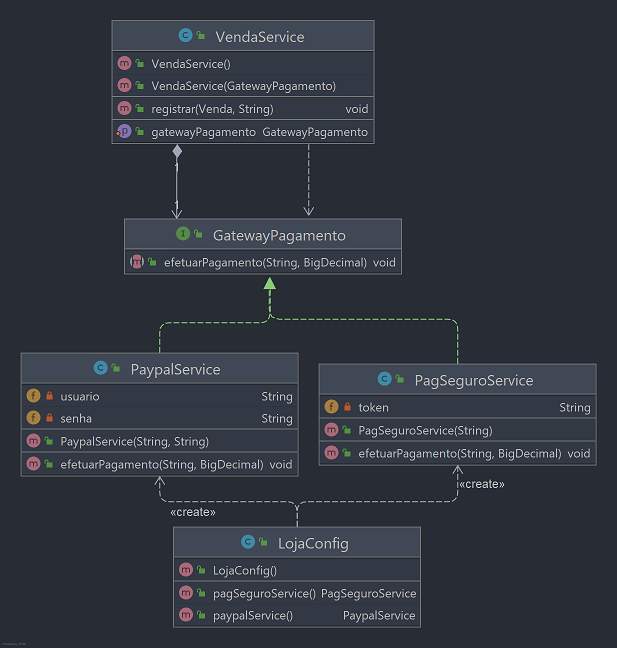 VendaService
VendaService()
VendaService(GatewayPagamento)
registrar(Venda, String) void
gatewayPagamento GatewayPagamento
1
1
GatewayPagamento
efetuarPagamento(String, BigDecimal) void
PaypalService
usuario String
senha String
PaypalService(String, String)
efetuarPagamento(String, BigDecimal) void
PagSeguroService
token String
PagSeguroService(String)
efetuarPagamento(String, BigDecimal) void
«create»
«create»
LojaConfig
LojaConfig()
pagSeguroService() PagSeguroService
paypalService() PaypalService